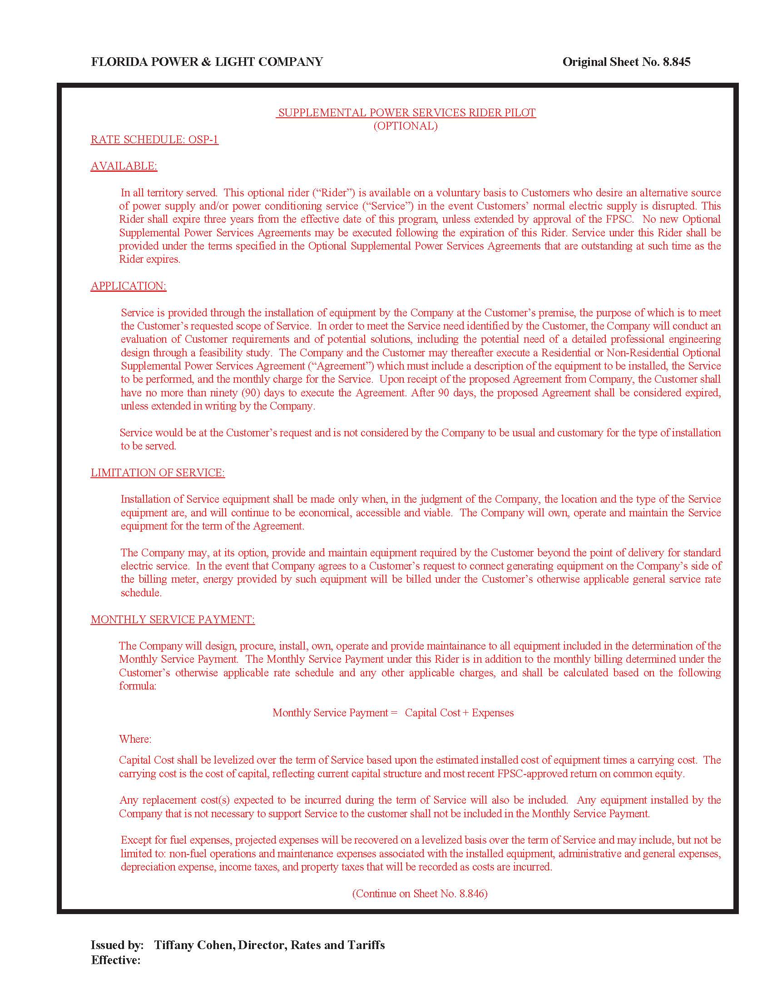 FLORIDA POWER & LIGHT COMPANY Original Sheet No. 8.845
SUPPLEMENTAL POWER SERVICES RIDER PILOT
(OPTIONAL)
RATE SCHEDULE: OSP-1
AVAILABLE:
In all territory served. This optional rider (“Rider”) is available on a voluntary basis to Customers who desire an alternative source
of power supply and/or power conditioning service (“Service”) in the event Customers’ normal electric supply is disrupted. This
Rider shall expire three years from the effective date of this program, unless extended by approval of the FPSC. No new Optional
Supplemental Power Services Agreements may be executed following the expiration of this Rider. Service under this Rider shall be
provided under the terms specified in the Optional Supplemental Power Services Agreements that are outstanding at such time as the
Rider expires.
APPLICATION:
Service is provided through the installation of equipment by the Company at the Customer’s premise, the purpose of which is to meet
the Customer’s requested scope of Service. In order to meet the Service need identified by the Customer, the Company will conduct an
evaluation of Customer requirements and of potential solutions, including the potential need of a detailed professional engineering
design through a feasibility study. The Company and the Customer may thereafter execute a Residential or Non-Residential Optional
Supplemental Power Services Agreement (“Agreement”) which must include a description of the equipment to be installed, the Service
to be performed, and the monthly charge for the Service. Upon receipt of the proposed Agreement from Company, the Customer shall
have no more than ninety (90) days to execute the Agreement. After 90 days, the proposed Agreement shall be considered expired,
unless extended in writing by the Company.
Service would be at the Customer’s request and is not considered by the Company to be usual and customary for the type of installation
to be served.
LIMITATION OF SERVICE:
Installation of Service equipment shall be made only when, in the judgment of the Company, the location and the type of the Service
equipment are, and will continue to be economical, accessible and viable. The Company will own, operate and maintain the Service
equipment for the term of the Agreement.
The Company may, at its option, provide and maintain equipment required by the Customer beyond the point of delivery for standard
electric service. In the event that Company agrees to a Customer’s request to connect generating equipment on the Company’s side of
the billing meter, energy provided by such equipment will be billed under the Customer’s otherwise applicable general service rate
schedule.
MONTHLY SERVICE PAYMENT:
The Company will design, procure, install, own, operate and provide maintainance to all equipment included in the determination of the
Monthly Service Payment. The Monthly Service Payment under this Rider is in addition to the monthly billing determined under the
Customer’s otherwise applicable rate schedule and any other applicable charges, and shall be calculated based on the following
formula:
Monthly Service Payment = Capital Cost + Expenses
Where:
Capital Cost shall be levelized over the term of Service based upon the estimated installed cost of equipment times a carrying cost. The
carrying cost is the cost of capital, reflecting current capital structure and most recent FPSC-approved return on common equity.
Any replacement cost(s) expected to be incurred during the term of Service will also be included. Any equipment installed by the
Company that is not necessary to support Service to the customer shall not be included in the Monthly Service Payment.
Except for fuel expenses, projected expenses will be recovered on a levelized basis over the term of Service and may include, but not be
limited to: non-fuel operations and maintenance expenses associated with the installed equipment, administrative and general expenses,
depreciation expense, income taxes, and property taxes that will be recorded as costs are incurred.
(Continue on Sheet No. 8.846)
Issued by: Tiffany Cohen, Director, Rates and Tariffs
Effective: